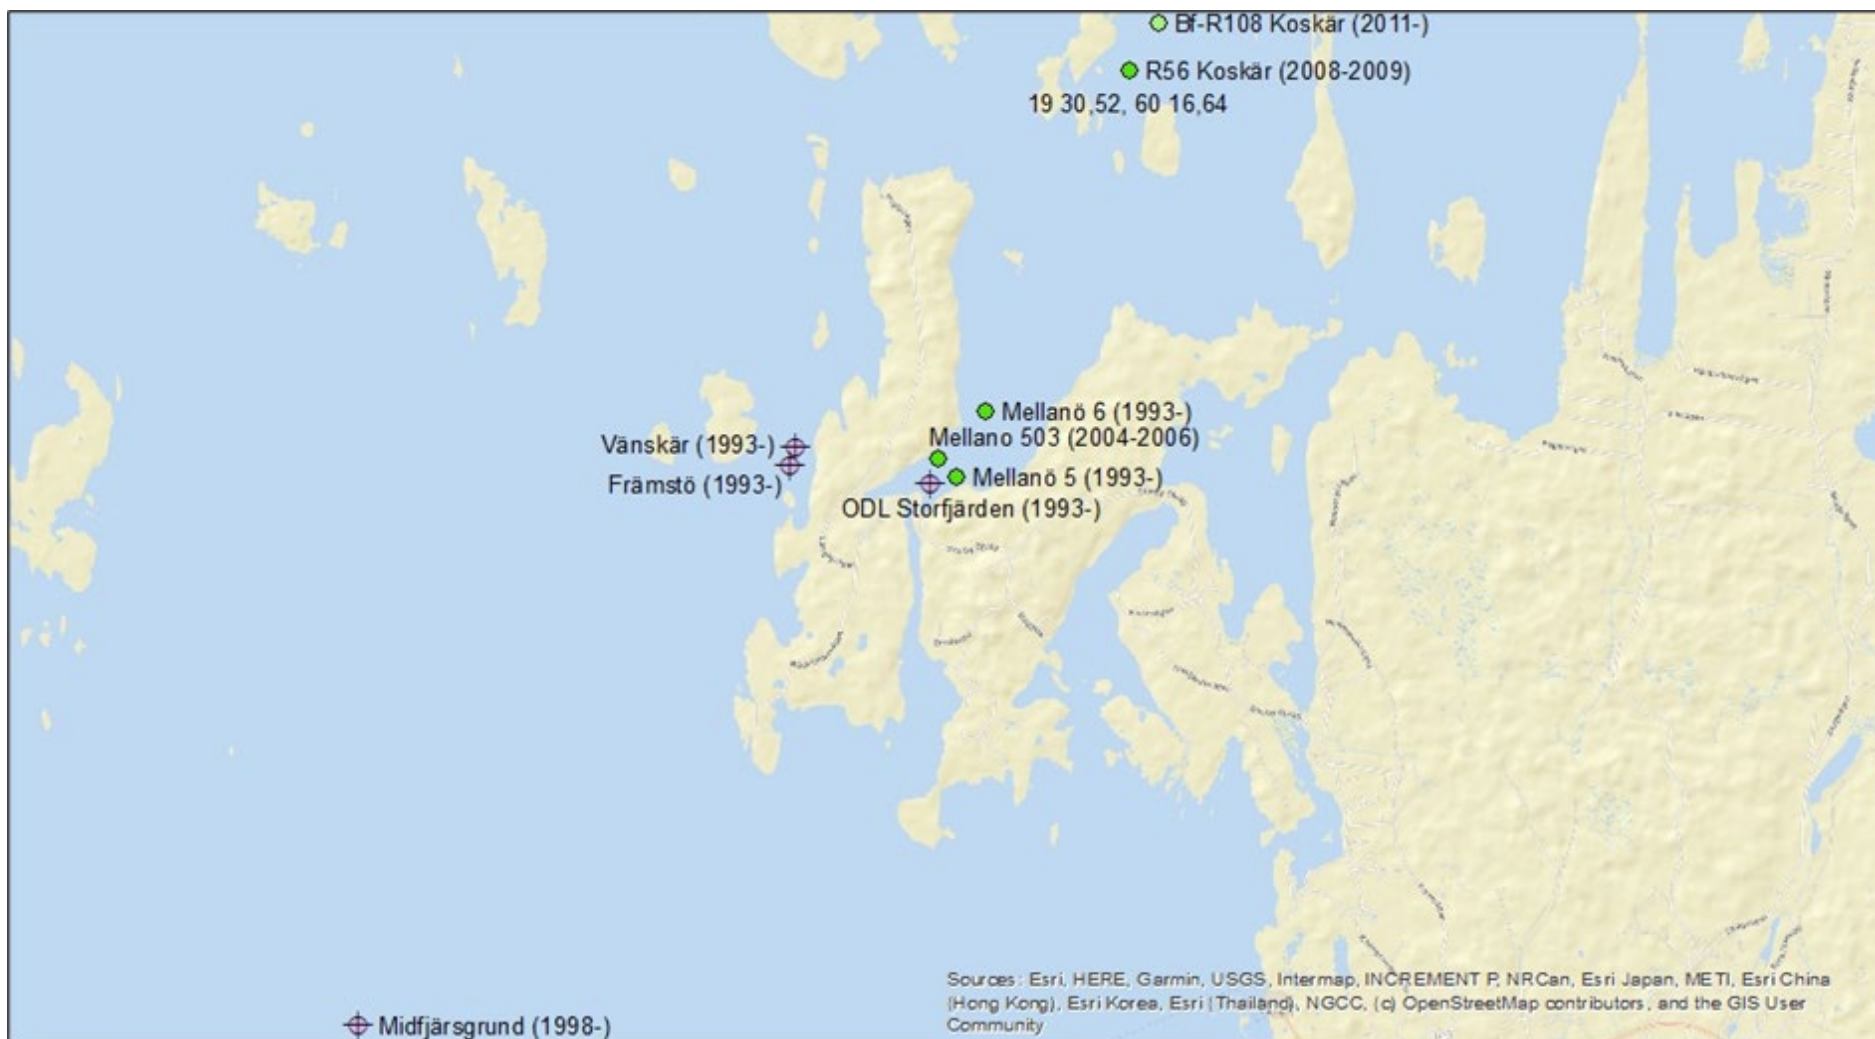 Bf-R108 Koskär (2011-)
R56 Koskär (2008-2009)
19 30,52, 60 16,64
Mellanö 6 (1993-)
Mellano 503 (2004-2006)
Vänskär (1993-)
Mellanö 5 (1993-)
Främstö (1993-)
ODL Storfjärden (1993-)
Sources: Esri, HERE, Garmin, USGS, Intermap, INCREMENT P, NRCan, Esri Japan, METI, Esri China
(Hong Kong), Esri Korea, Esri (Thailand), NGCC, (c) OpenStreetMap contributors, and the GIS User
Community
Midfjärsgrund (1998-)